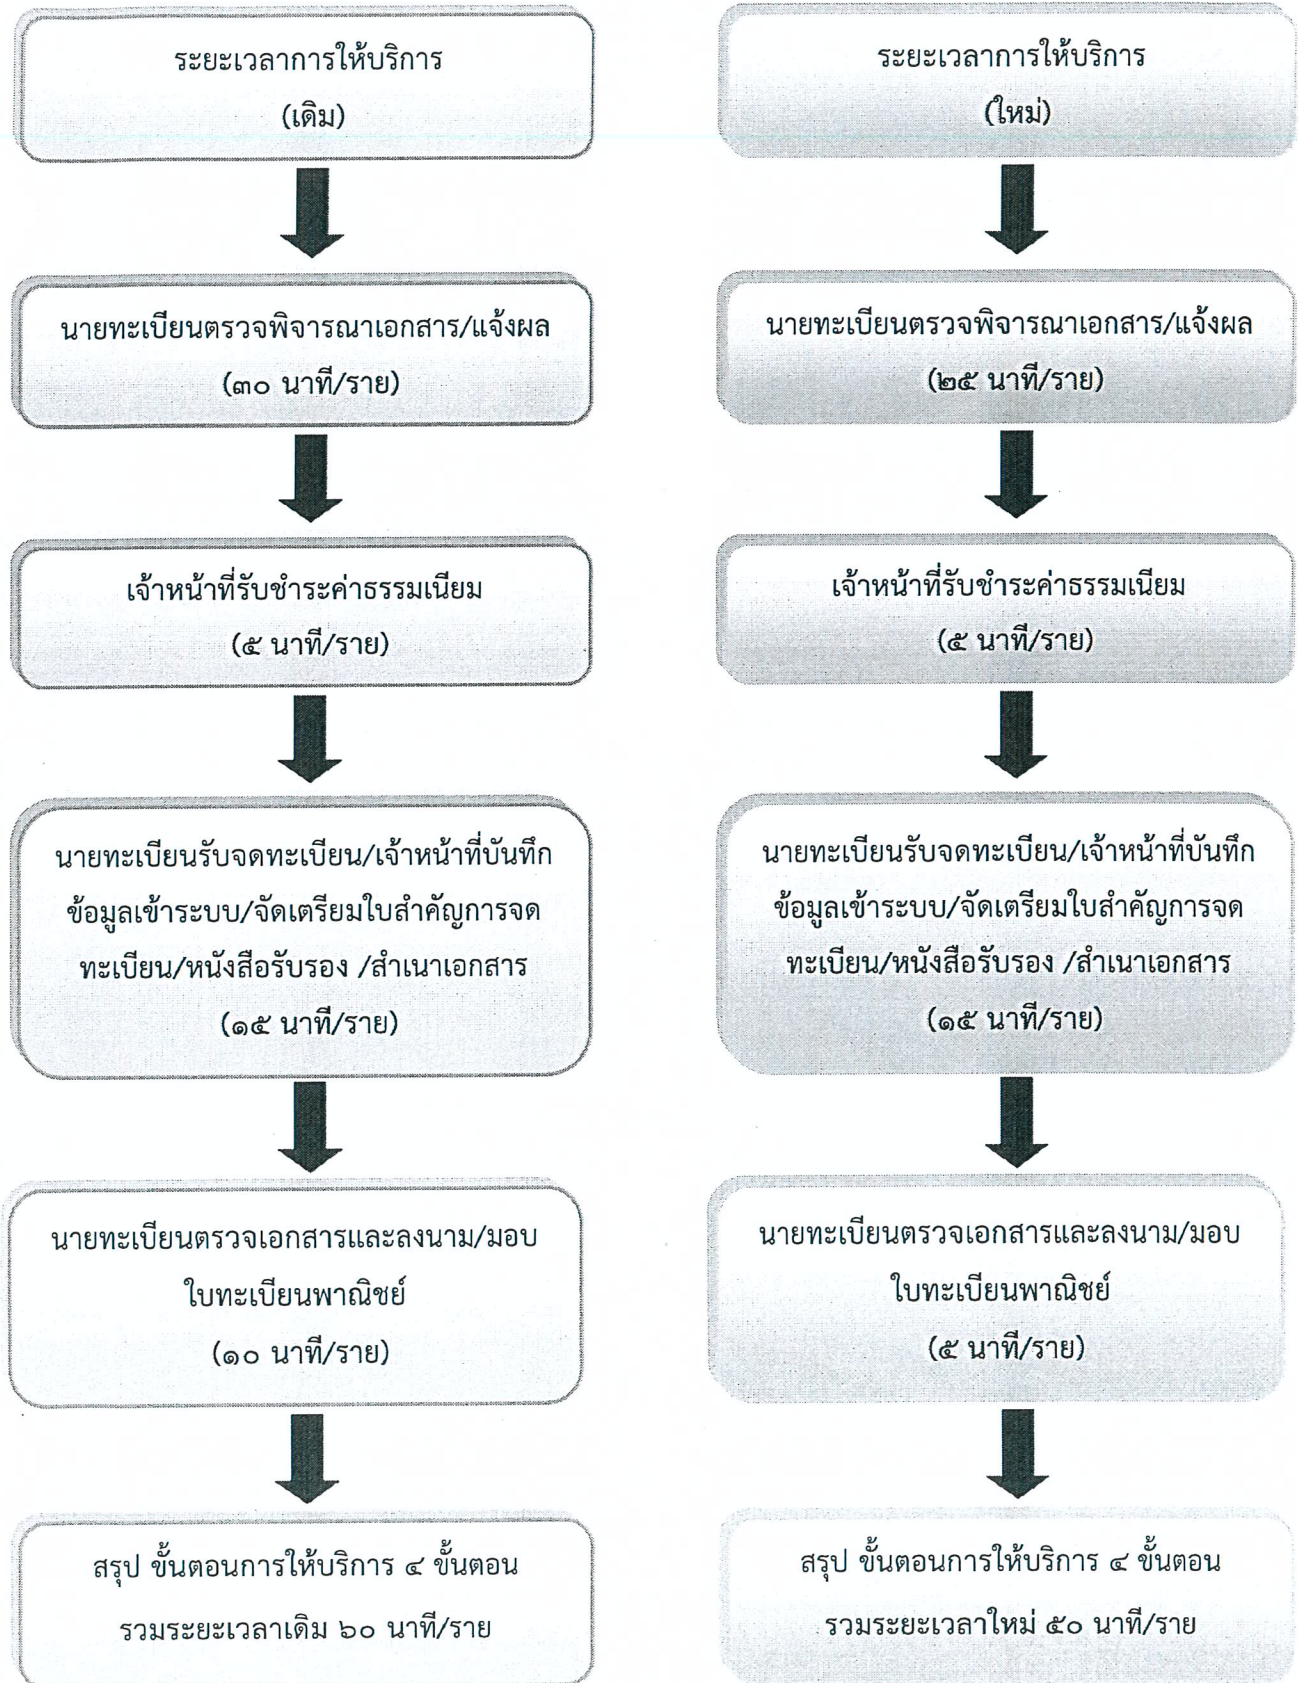 ระยะเวลาการให้บริการ
(เดิม)
นายทะเบียนตรวจพิจารณาเอกสาร/แจ้งผล
(๓๐ นาที/ราย)
เจ้าหน้าที่รับชำระค่าธรรมเนียม
(๕ นาที/ราย)
นายทะเบียนรับจดทะเบียน/เจ้าหน้าที่บันทึก
ข้อมูลเข้าระบบ/จัดเตรียมใบสำคัญการจด
ทะเบียน/หนังสือรับรอง /สำเนาเอกสาร
(๑๕ นาที/ราย)
นายทะเบียนตรวจเอกสารและลงนาม/มอบ
ใบทะเบียนพาณิชย์
(๑๐ นาที/ราย)
สรุป ขั้นตอนการให้บริการ ๔ ขั้นตอน
รวมระยะเวลาเดิม ๖๐ นาที/ราย
ระยะเวลาการให้บริการ
(ใหม่)
นายทะเบียนตรวจพิจารณาเอกสาร/แจ้งผล
(๒๕ นาที/ราย)
เจ้าหน้าที่รับชำระค่าธรรมเนียม
(๕ นาที/ราย)
นายทะเบียนรับจดทะเบียน/เจ้าหน้าที่บันทึก
ข้อมูลเข้าระบบ/จัดเตรียมใบสำคัญการจด
ทะเบียน/หนังสือรับรอง /สำเนาเอกสาร
(๑๕ นาที/ราย)
นายทะเบียนตรวจเอกสารและลงนาม/มอบ
ใบทะเบียนพาณิชย์
(๕ นาที/ราย)
สรุป ขั้นตอนการให้บริการ ๔ ขั้นตอน
รวมระยะเวลาใหม่ ๕๐ นาที/ราย